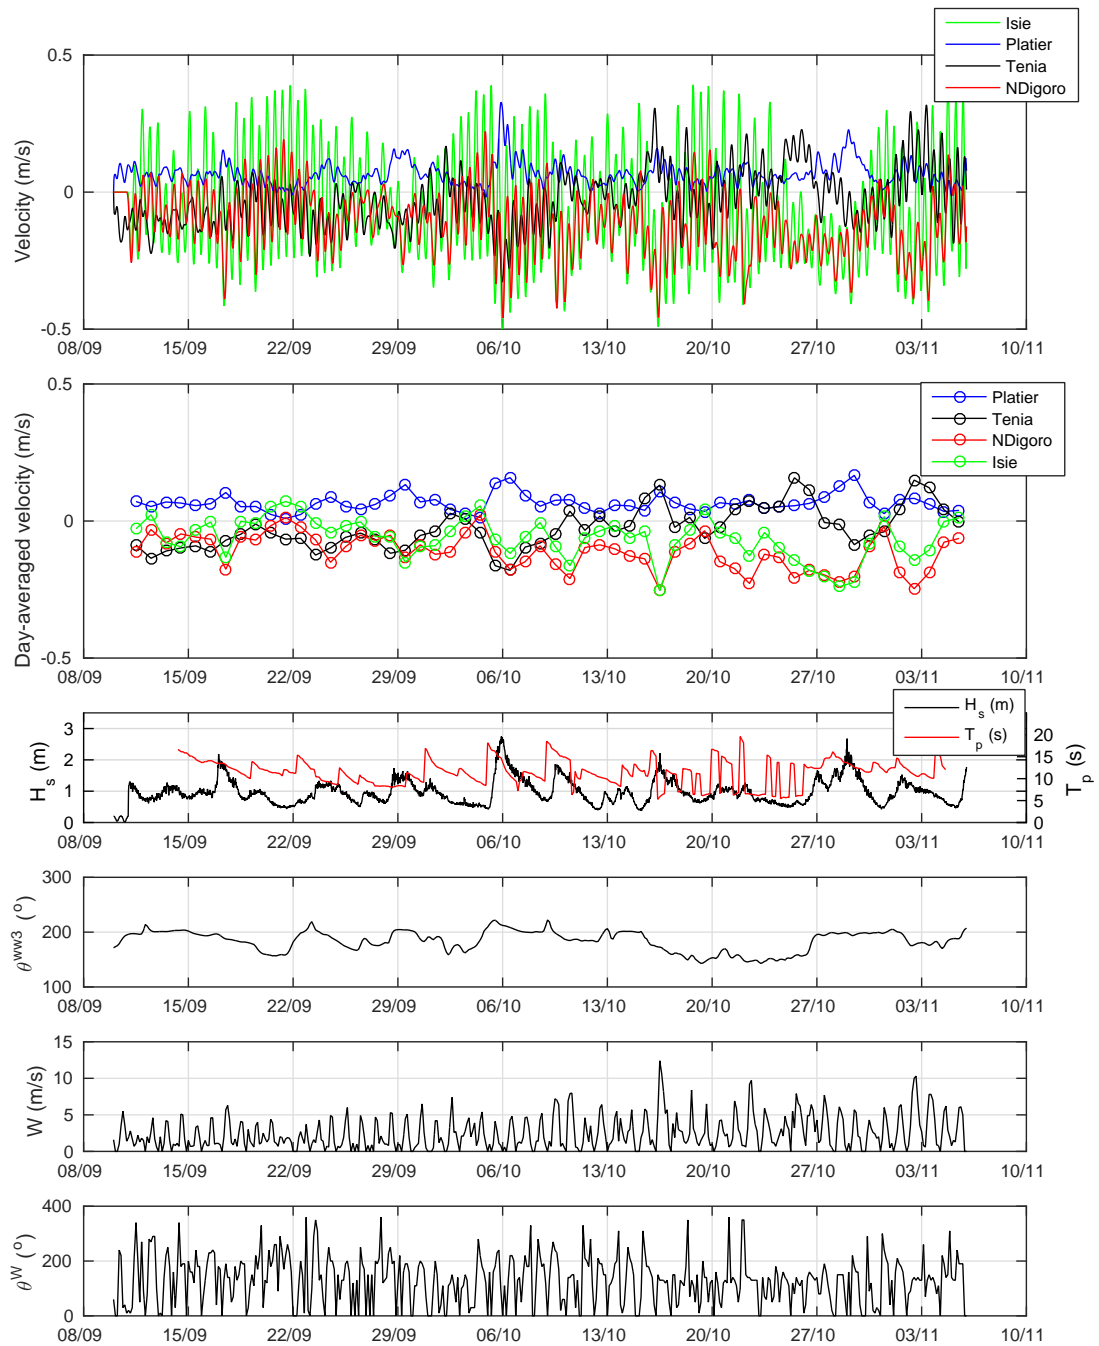 Isie
Platier
Tenia
NDigoro
Velocity (m/s)
0.5
0
-0.5
08/09 15/09 22/09 29/09 06/10 13/10 20/10 27/10 03/11 10/11
Platier
Tenia
NDigoro
Isie
Day-averaged velocity (m/s)
0.5
0
-0.5
08/09 15/09 22/09 29/09 06/10 13/10 20/10 27/10 03/11 10/11
H_s (m)
T_p (s)
H_s (m)
3
2
1
0
20
15
10
5
0
T_p (s)
08/09 15/09 22/09 29/09 06/10 13/10 20/10 27/10 03/11 10/11
θ^ww3 (°)
300
200
100
08/09 15/09 22/09 29/09 06/10 13/10 20/10 27/10 03/11 10/11
W (m/s)
15
10
5
0
08/09 15/09 22/09 29/09 06/10 13/10 20/10 27/10 03/11 10/11
θ^W (°)
400
200
0
08/09 15/09 22/09 29/09 06/10 13/10 20/10 27/10 03/11 10/11